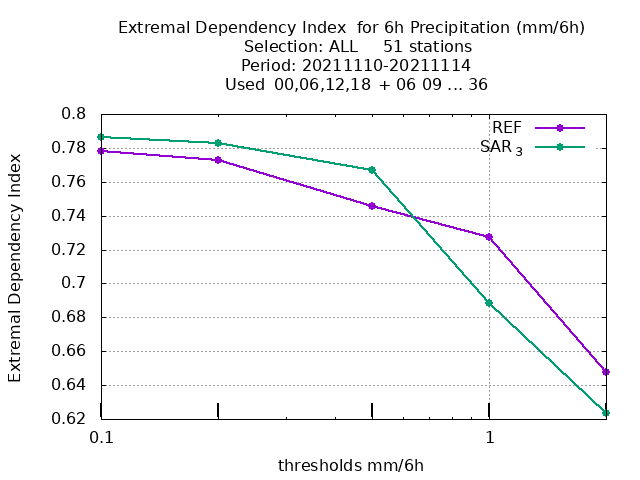 Extremal Dependency Index for 6h Precipitation (mm/6h)
Selection: ALL 51 stations
Period: 20211110-20211114
Used 00,06,12,18 + 06 09 ... 36
0.8
0.78
0.76
0.74
0.72
0.7
0.68
0.66
0.64
0.62
Extremal Dependency Index
REF
SAR 3
0.1
1
thresholds mm/6h